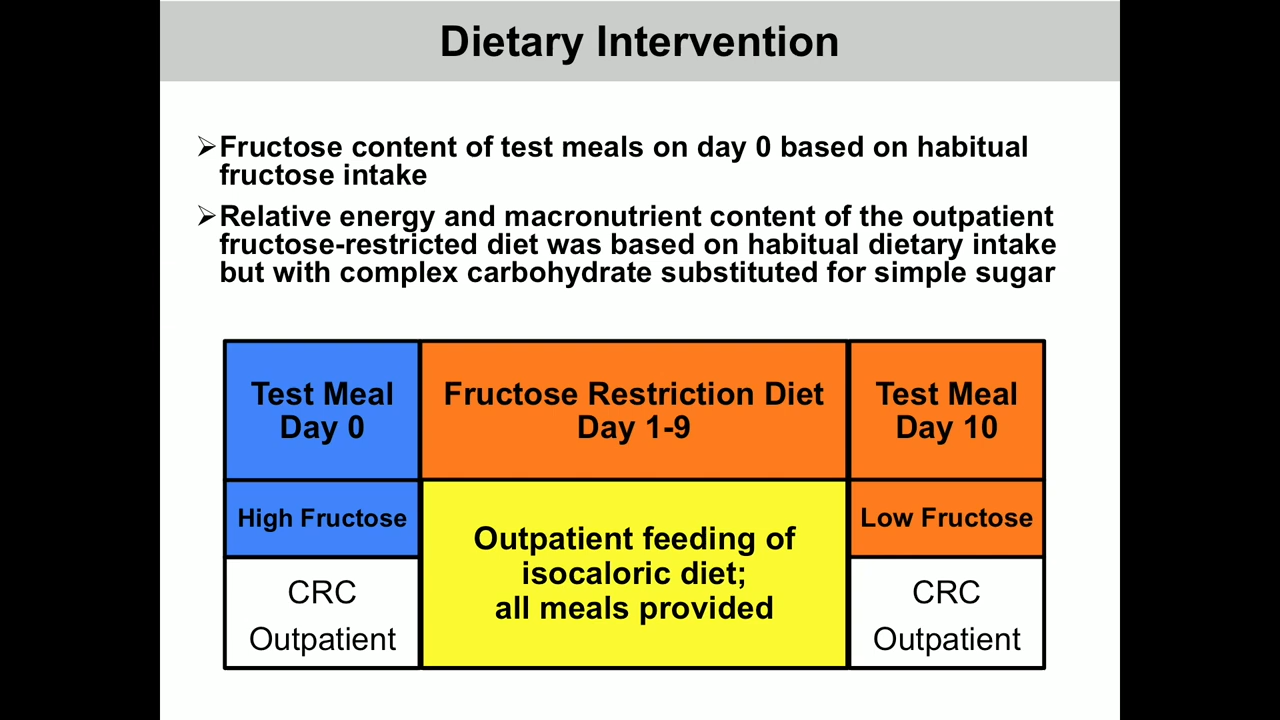 Dietary Intervention
➢Fructose content of test meals on day 0 based on habitual
fructose intake
➢Relative energy and macronutrient content of the outpatient
fructose-restricted diet was based on habitual dietary intake
but with complex carbohydrate substituted for simple sugar
Test Meal
Day 0
Fructose Restriction Diet
Day 1-9
Test Meal
Day 10
High Fructose
Outpatient feeding of
isocaloric diet;
all meals provided
Low Fructose
CRC
Outpatient
CRC
Outpatient